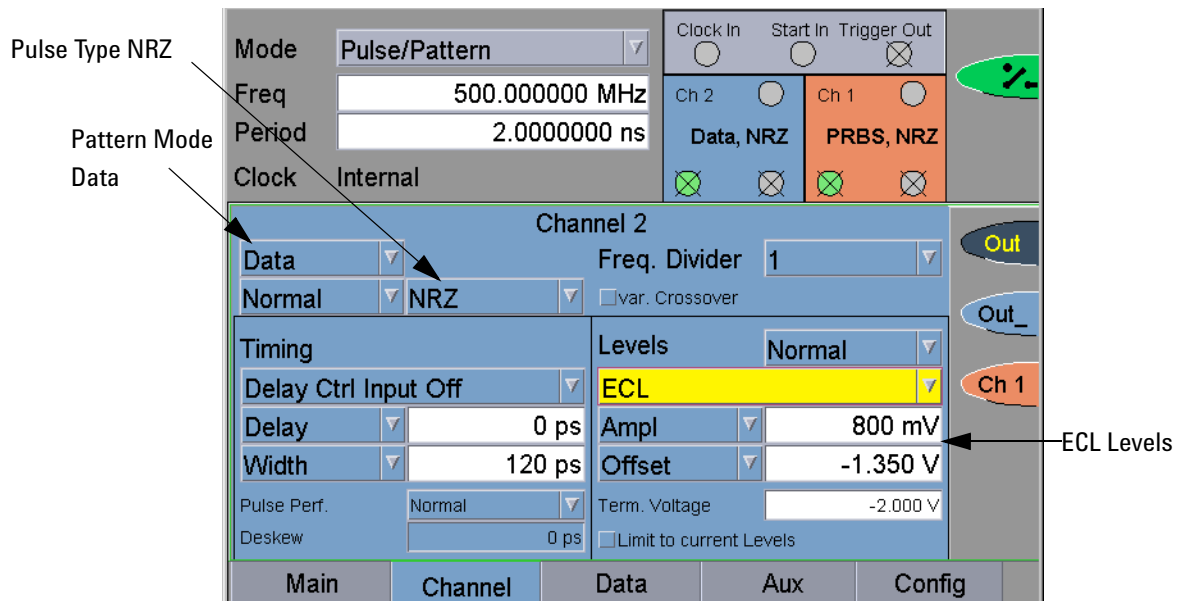 Pulse Type NRZ
Pattern Mode
Data
Mode Pulse/Pattern
Freq 500.000000 MHz
Period 2.0000000 ns
Clock Internal
Clock In Start In Trigger Out
Ch 2 Ch 1
Data, NRZ PRBS, NRZ
Channel 2
Data Freq. Divider 1
Normal NRZ var. Crossover
Timing Levels Normal
Delay Ctrl Input Off ECL
Delay 0 ps Ampl 800 mV
Width 120 ps Offset -1.350 V
Pulse Perf. Normal Term. Voltage -2.000 V
Deskew 0 ps Limit to current Levels
Out
Out_
Ch 1
ECL Levels
Main Channel Data Aux Config